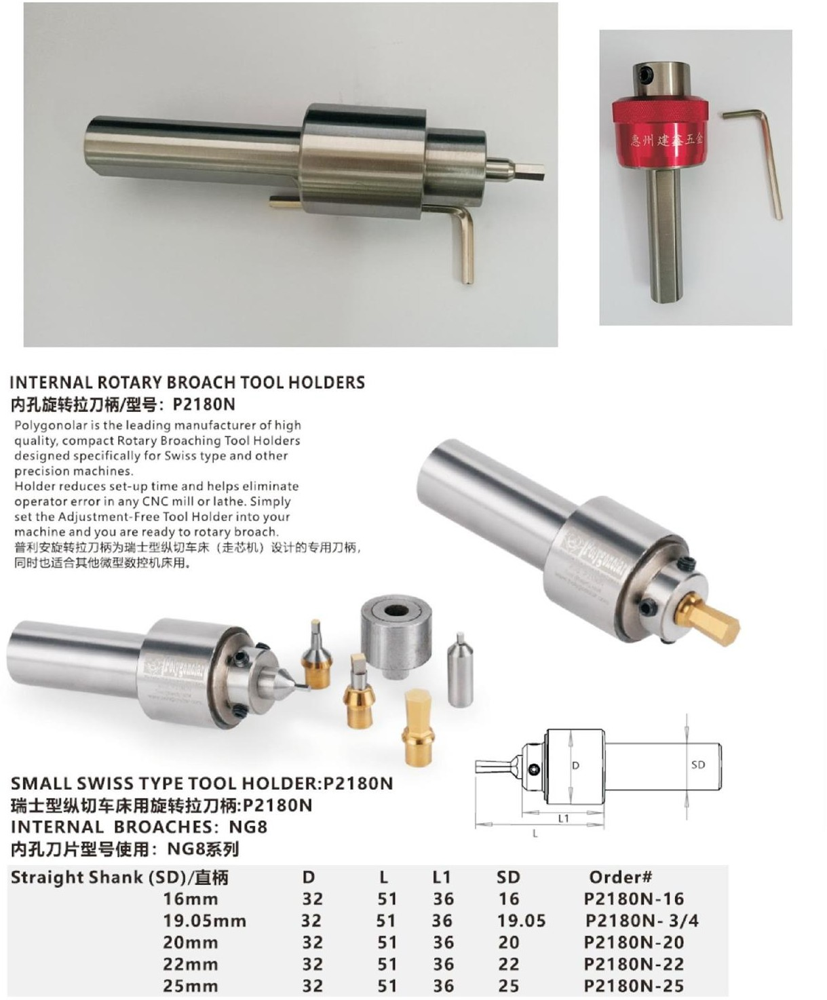 惠州建鑫五金
INTERNAL ROTARY BROACH TOOL HOLDERS
内孔旋转拉刀柄/型号：P2180N
Polygonolar is the leading manufacturer of high
quality, compact Rotary Broaching Tool Holders
designed specifically for Swiss type and other
precision machines.
Holder reduces set-up time and helps eliminate
operator error in any CNC mill or lathe. Simply
set the Adjustment-Free Tool Holder into your
machine and you are ready to rotary broach.
普利安旋转拉刀柄为瑞士型纵切车床（走芯机）设计的专用刀柄，
同时也适合其他微型数控机床用。
Polygonolar
Polygonolar
D
SD
L1
L
SMALL SWISS TYPE TOOL HOLDER:P2180N
瑞士型纵切车床用旋转拉刀柄:P2180N
INTERNAL BROACHES: NG8
内孔刀片型号使用：NG8系列
Straight Shank (SD)/直柄 D L L1 SD Order#
16mm 32 51 36 16 P2180N-16
19.05mm 32 51 36 19.05 P2180N- 3/4
20mm 32 51 36 20 P2180N-20
22mm 32 51 36 22 P2180N-22
25mm 32 51 36 25 P2180N-25